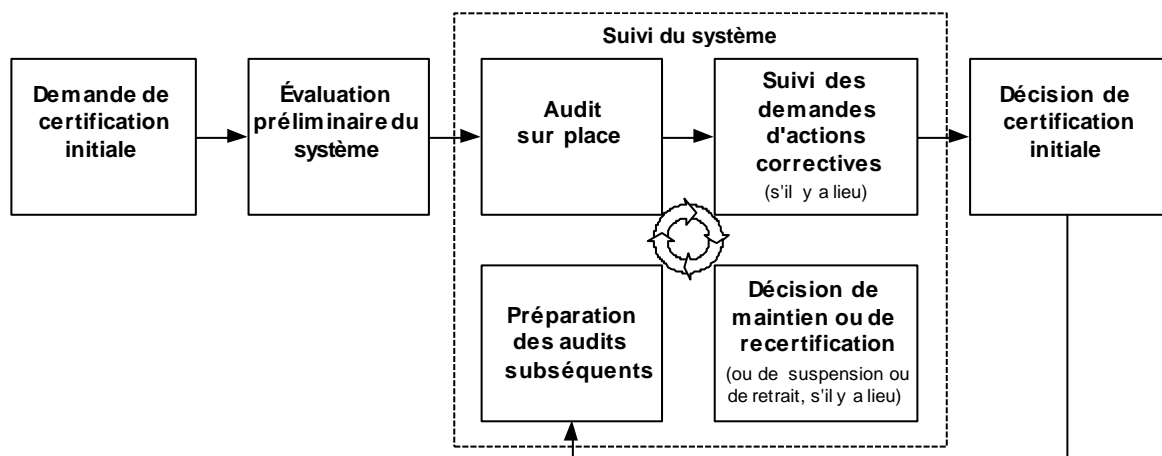 Suivi du système
Demande de
certification
initiale
Évaluation
préliminaire du
système
Audit
sur place
Suivi des
demandes
d'actions
correctives
(s'il y a lieu)
Décision de
certification
initiale
Préparation
des audits
subséquents
Décision de
maintien ou de
recertification
(ou de suspension ou
de retrait, s'il y a lieu)